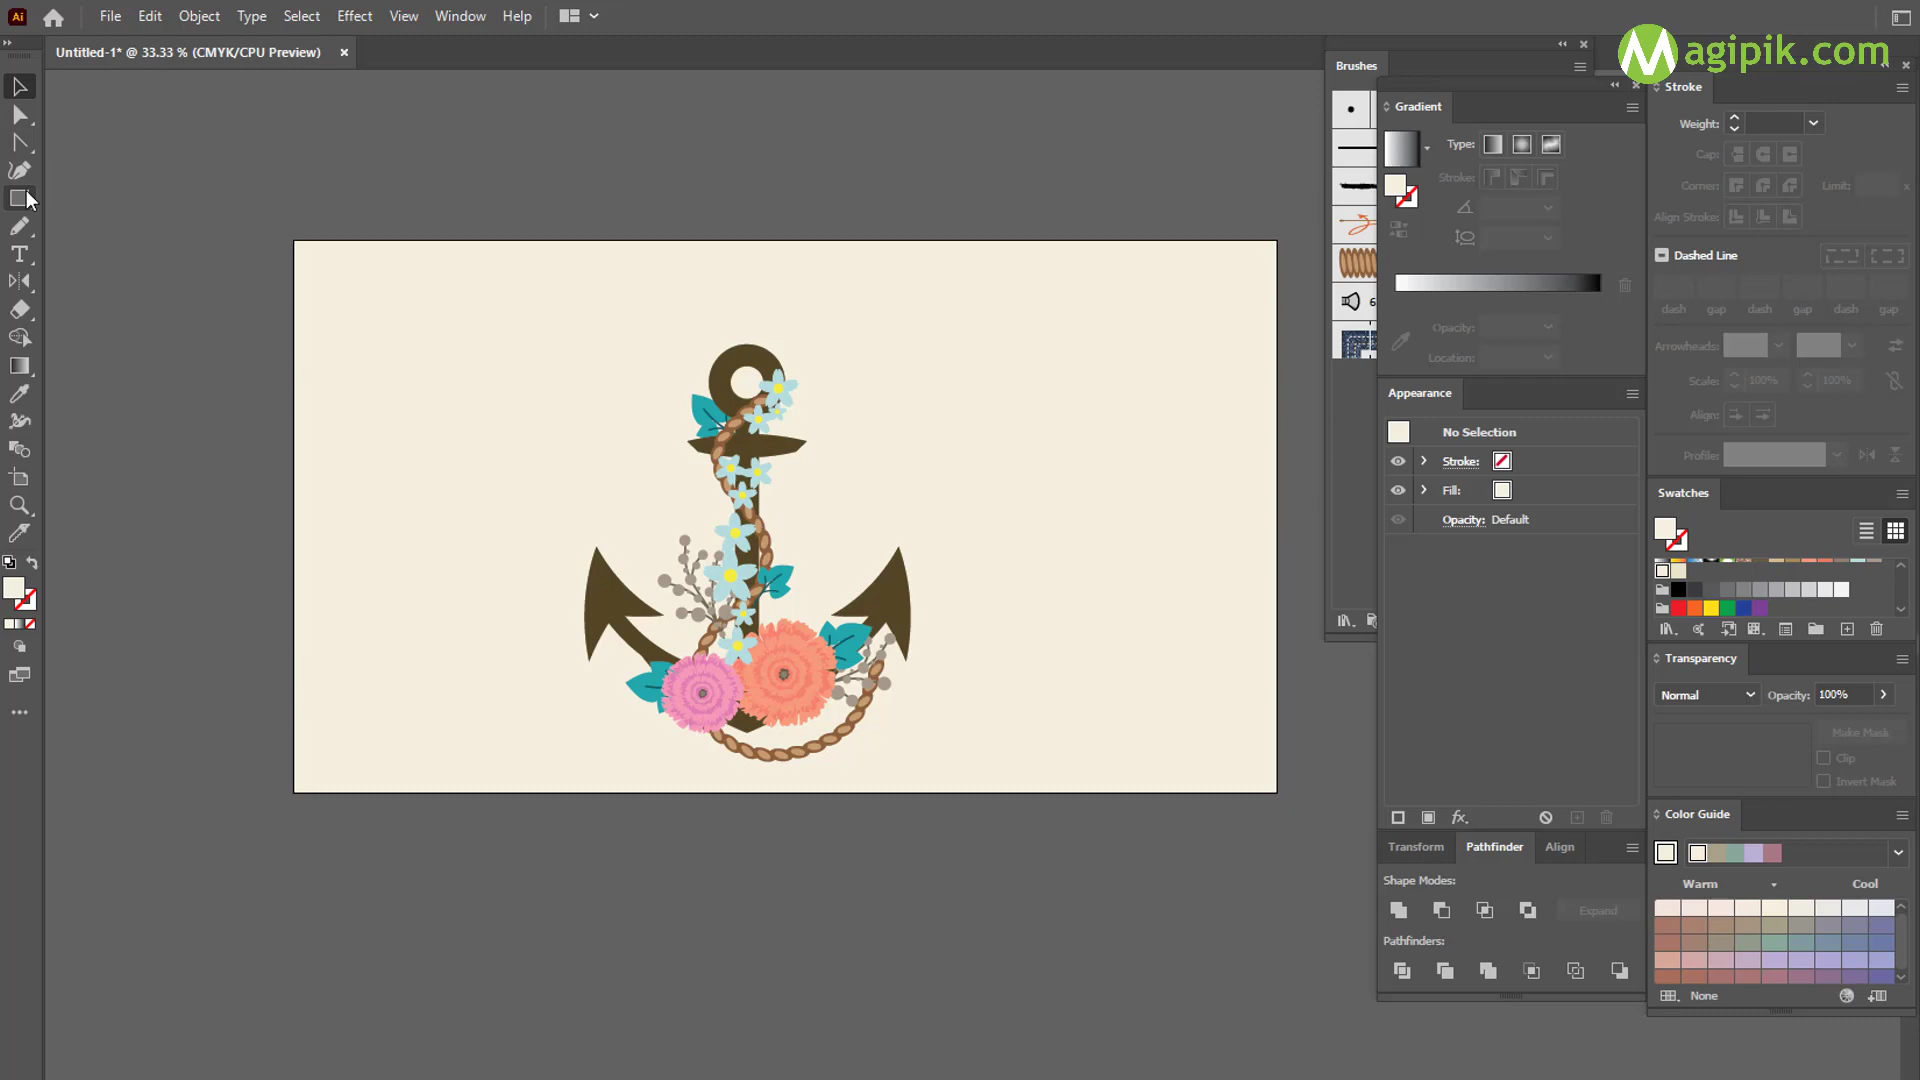 Ai File Edit Object Type Select Effect View Window Help
Magipik.com
Untitled-1* @ 33.33 % (CMYK/CPU Preview)
Brushes
6
Gradient
Type:
Stroke:
Opacity:
Location:
Appearance
No Selection
Stroke:
Fill:
Opacity: Default
fx.
Transform Pathfinder Align
Shape Modes:
Expand
Pathfinders:
Stroke
Weight:
Cap:
Corner: Limit: x
Align Stroke:
Dashed Line
dash gap dash gap dash gap
Arrowheads:
Scale: 100% 100%
Align:
Profile:
Swatches
Transparency
Normal Opacity: 100%
Make Mask
Clip
Invert Mask
Color Guide
Warm Cool
None